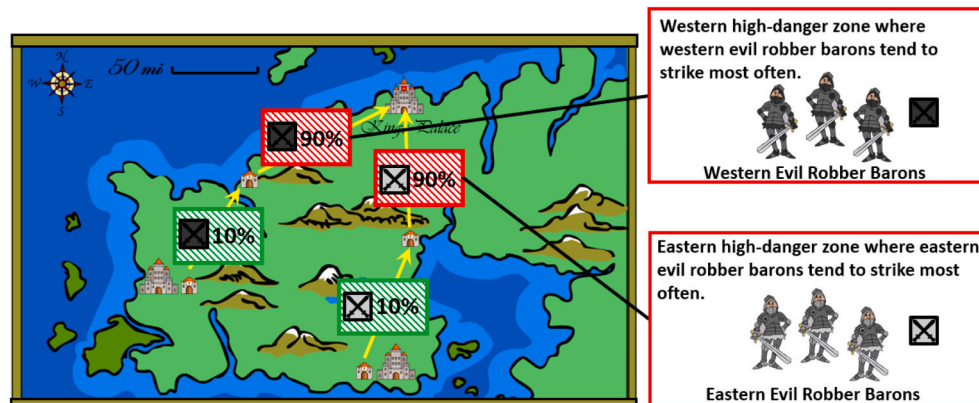 Western high-danger zone where
western evil robber barons tend to
strike most often.
Western Evil Robber Barons
N
W E
S
50 mi
King's Palace
90%
90%
10%
10%
Eastern high-danger zone where eastern
evil robber barons tend to strike most
often.
Eastern Evil Robber Barons